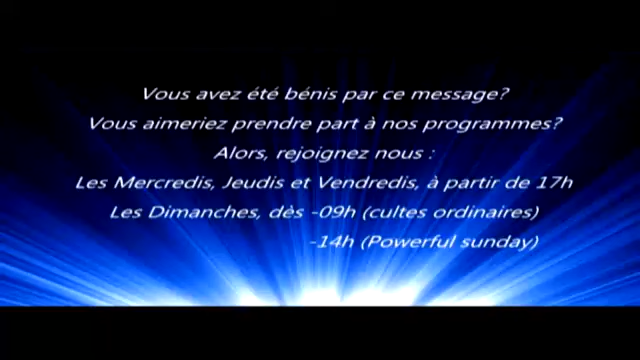 Vous avez été bénis par ce message?
Vous aimeriez prendre part à nos programmes?
Alors, rejoignez nous :
Les Mercredis, Jeudis et Vendredis, à partir de 17h
Les Dimanches, dès -09h (cultes ordinaires)
-14h (Powerful sunday)